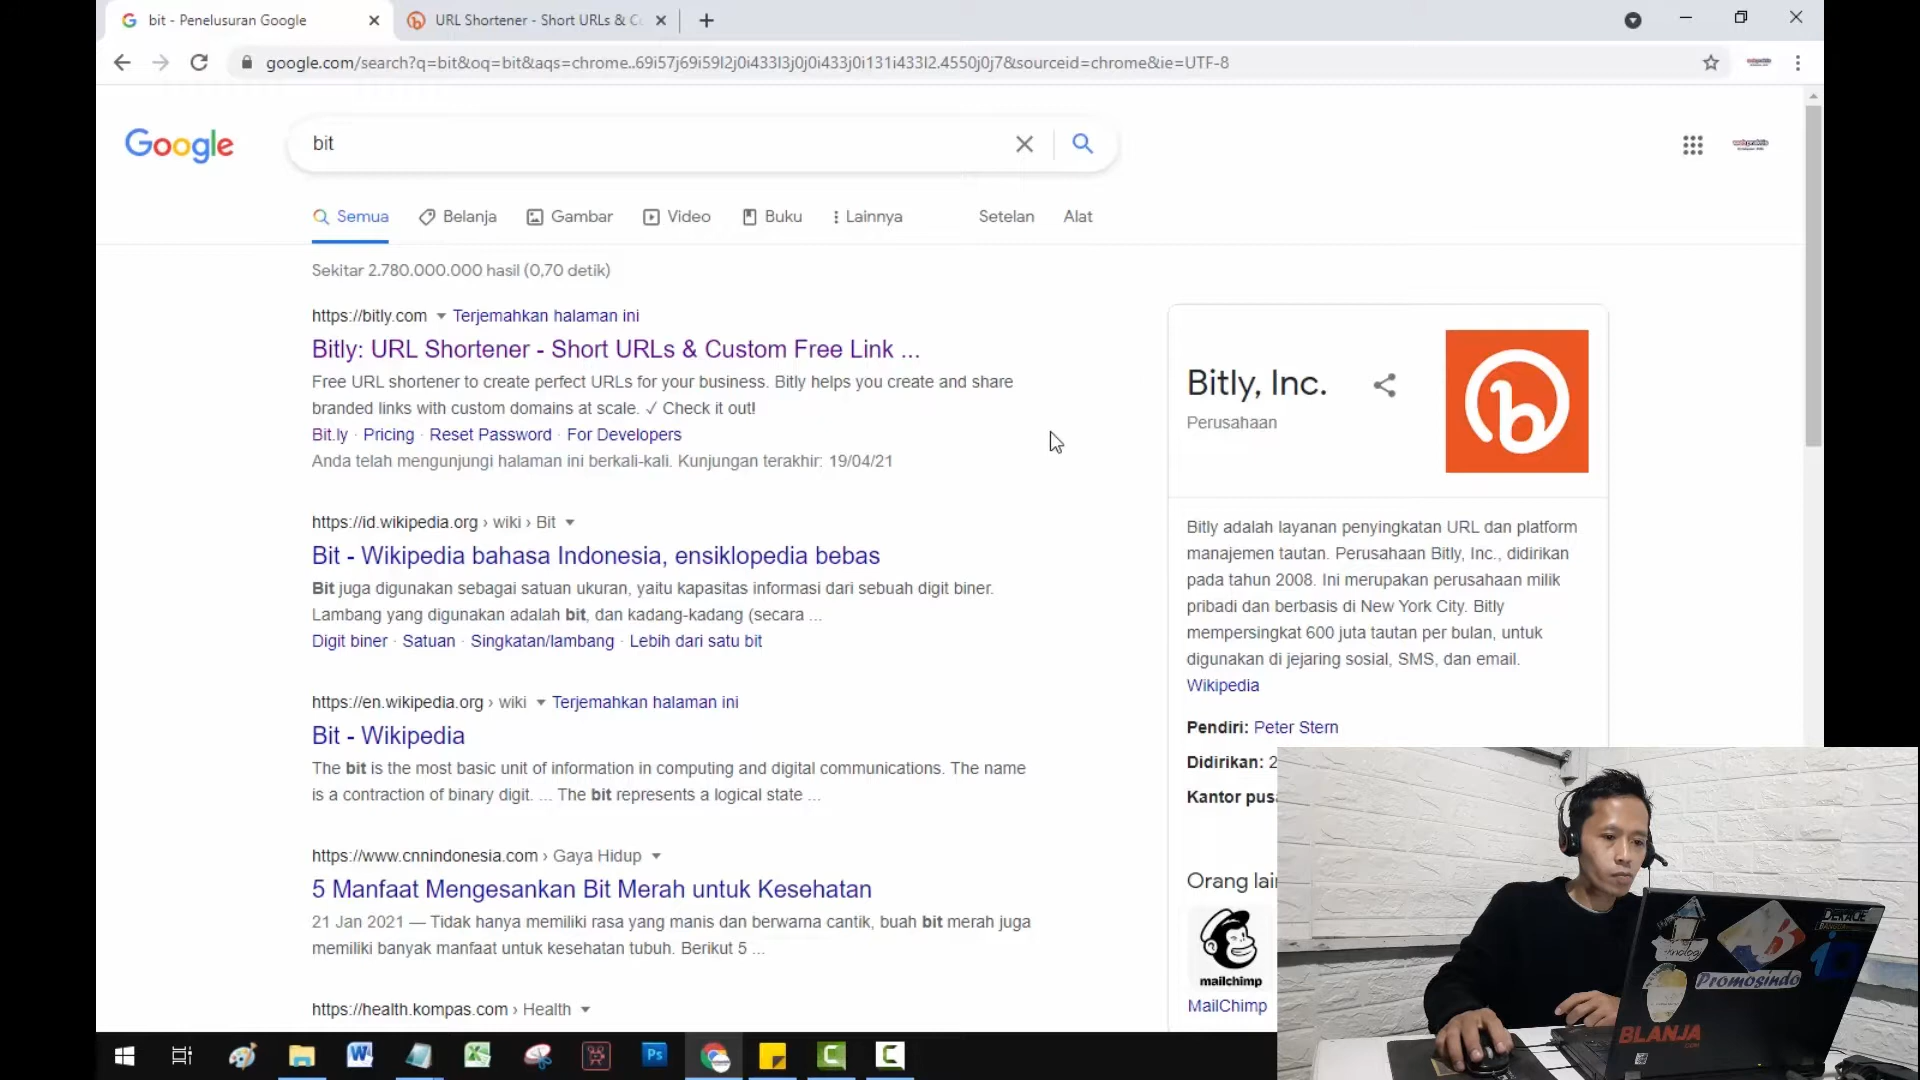 bit - Penelusuran Google
URL Shortener - Short URLs & C
google.com/search?q=bit&oq=bit&aqs=chrome..69i57j69i59l2j0i433l3j0j0i433j0i131i433l2.4550j0j7&sourceid=chrome&ie=UTF-8
Google
bit
Semua
Belanja
Gambar
Video
Buku
Lainnya
Setelan
Alat
Sekitar 2.780.000.000 hasil (0,70 detik)
https://bitly.com Terjemahkan halaman ini
Bitly: URL Shortener - Short URLs & Custom Free Link ...
Free URL shortener to create perfect URLs for your business. Bitly helps you create and share
branded links with custom domains at scale. ✓ Check it out!
Bit.ly · Pricing · Reset Password · For Developers
Anda telah mengunjungi halaman ini berkali-kali. Kunjungan terakhir: 19/04/21
https://id.wikipedia.org › wiki › Bit
Bit - Wikipedia bahasa Indonesia, ensiklopedia bebas
Bit juga digunakan sebagai satuan ukuran, yaitu kapasitas informasi dari sebuah digit biner.
Lambang yang digunakan adalah bit, dan kadang-kadang (secara ...
Digit biner · Satuan · Singkatan/lambang · Lebih dari satu bit
https://en.wikipedia.org › wiki Terjemahkan halaman ini
Bit - Wikipedia
The bit is the most basic unit of information in computing and digital communications. The name
is a contraction of binary digit. ... The bit represents a logical state ...
https://www.cnnindonesia.com › Gaya Hidup
5 Manfaat Mengesankan Bit Merah untuk Kesehatan
21 Jan 2021 — Tidak hanya memiliki rasa yang manis dan berwarna cantik, buah bit merah juga
memiliki banyak manfaat untuk kesehatan tubuh. Berikut 5 ...
https://health.kompas.com › Health
Bitly, Inc.
Perusahaan
Bitly adalah layanan penyingkatan URL dan platform
manajemen tautan. Perusahaan Bitly, Inc., didirikan
pada tahun 2008. Ini merupakan perusahaan milik
pribadi dan berbasis di New York City. Bitly
mempersingkat 600 juta tautan per bulan, untuk
digunakan di jejaring sosial, SMS, dan email.
Wikipedia
Pendiri: Peter Stern
Didirikan: 2
Kantor pusa
Orang lai
mailchimp
MailChimp
Promosindo
BLANJA
.COM
Ps